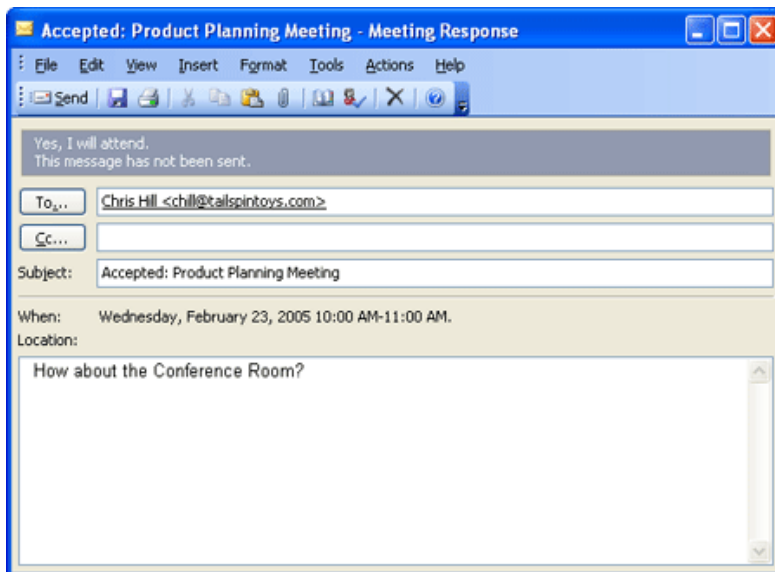 Accepted: Product Planning Meeting - Meeting Response
File Edit View Insert Format Tools Actions Help
Send
Yes, I will attend.
This message has not been sent.
To... Chris Hill <chill@tailspintoys.com>
Cc...
Subject: Accepted: Product Planning Meeting
When: Wednesday, February 23, 2005 10:00 AM-11:00 AM.
Location:
How about the Conference Room?